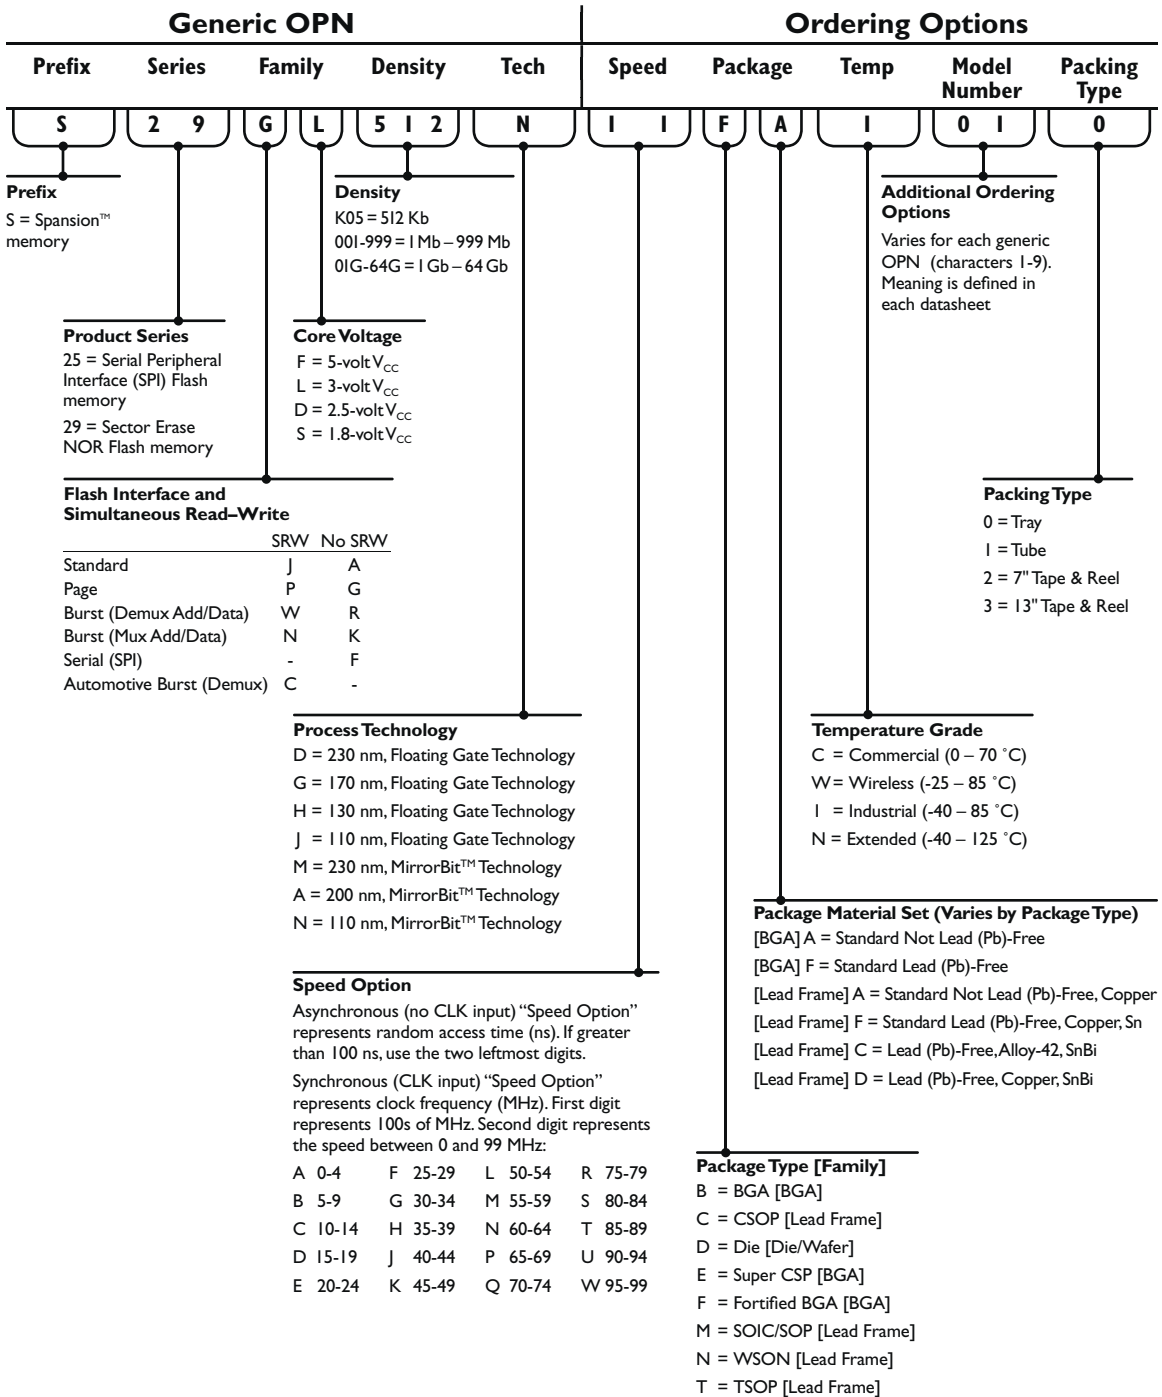 Generic OPN
Ordering Options
Prefix Series Family Density Tech Speed Package Temp Model Number Packing Type
S 2 9 G L 5 1 2 N 1 1 F A I 0 1 0
Prefix
S = Spansion™
memory
Density
K05 = 512 Kb
001-999 = 1 Mb – 999 Mb
01G-64G = 1 Gb – 64 Gb
Additional Ordering
Options
Varies for each generic
OPN (characters 1-9).
Meaning is defined in
each datasheet
Product Series
25 = Serial Peripheral
Interface (SPI) Flash
memory
29 = Sector Erase
NOR Flash memory
Core Voltage
F = 5-volt VCC
L = 3-volt VCC
D = 2.5-volt VCC
S = 1.8-volt VCC
Flash Interface and
Simultaneous Read–Write
SRW No SRW
Standard J A
Page P G
Burst (Demux Add/Data) W R
Burst (Mux Add/Data) N K
Serial (SPI) - F
Automotive Burst (Demux) C -
Packing Type
0 = Tray
1 = Tube
2 = 7" Tape & Reel
3 = 13" Tape & Reel
Process Technology
D = 230 nm, Floating Gate Technology
G = 170 nm, Floating Gate Technology
H = 130 nm, Floating Gate Technology
J = 110 nm, Floating Gate Technology
M = 230 nm, MirrorBit™ Technology
A = 200 nm, MirrorBit™ Technology
N = 110 nm, MirrorBit™ Technology
Temperature Grade
C = Commercial (0 – 70 ˚C)
W = Wireless (-25 – 85 ˚C)
I = Industrial (-40 – 85 ˚C)
N = Extended (-40 – 125 ˚C)
Package Material Set (Varies by Package Type)
[BGA] A = Standard Not Lead (Pb)-Free
[BGA] F = Standard Lead (Pb)-Free
[Lead Frame] A = Standard Not Lead (Pb)-Free, Copper
[Lead Frame] F = Standard Lead (Pb)-Free, Copper, Sn
[Lead Frame] C = Lead (Pb)-Free, Alloy-42, SnBi
[Lead Frame] D = Lead (Pb)-Free, Copper, SnBi
Speed Option
Asynchronous (no CLK input) “Speed Option”
represents random access time (ns). If greater
than 100 ns, use the two leftmost digits.
Synchronous (CLK input) “Speed Option”
represents clock frequency (MHz). First digit
represents 100s of MHz. Second digit represents
the speed between 0 and 99 MHz:
A 0-4 F 25-29 L 50-54 R 75-79
B 5-9 G 30-34 M 55-59 S 80-84
C 10-14 H 35-39 N 60-64 T 85-89
D 15-19 J 40-44 P 65-69 U 90-94
E 20-24 K 45-49 Q 70-74 W 95-99
Package Type [Family]
B = BGA [BGA]
C = CSOP [Lead Frame]
D = Die [Die/Wafer]
E = Super CSP [BGA]
F = Fortified BGA [BGA]
M = SOIC/SOP [Lead Frame]
N = WSON [Lead Frame]
T = TSOP [Lead Frame]